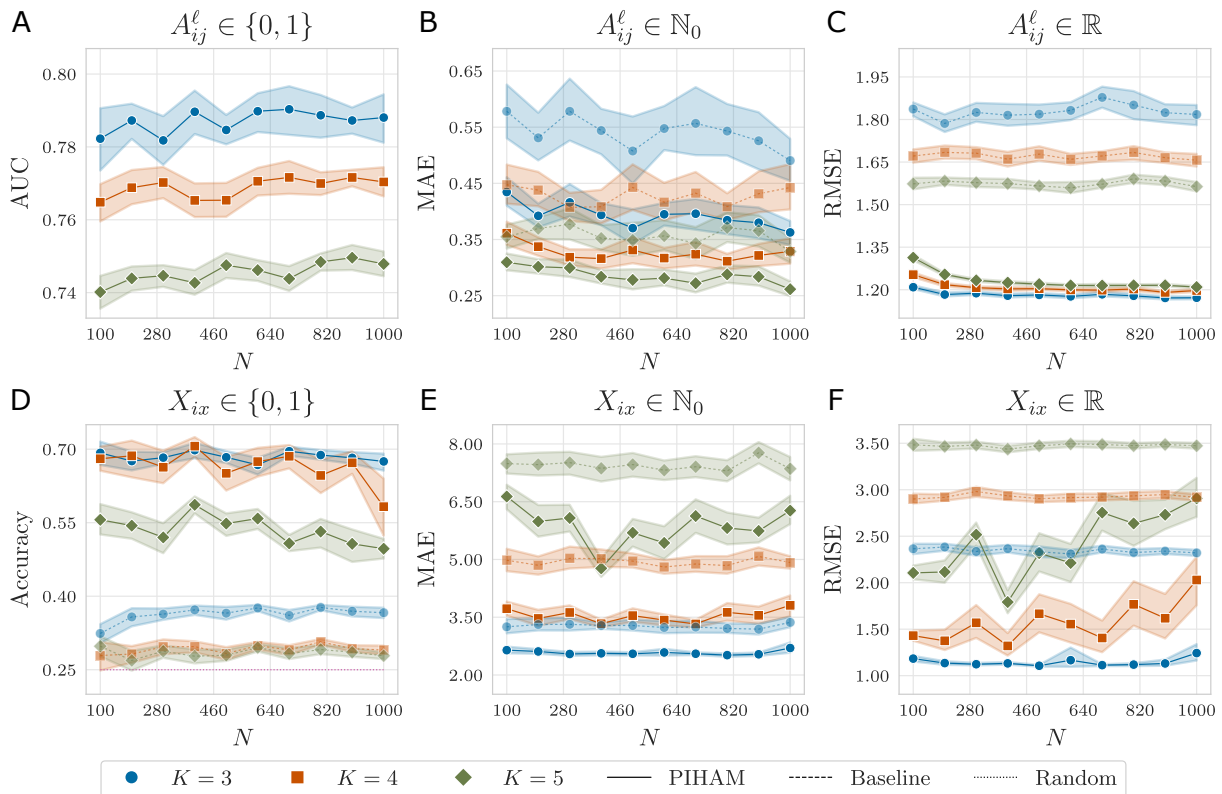 A
$A_{ij}^{\ell} \in \{0, 1\}$
AUC
0.80
0.78
0.76
0.74
100 280 460 640 820 1000
N
B
$A_{ij}^{\ell} \in \mathbb{N}_0$
MAE
0.65
0.55
0.45
0.35
0.25
100 280 460 640 820 1000
N
C
$A_{ij}^{\ell} \in \mathbb{R}$
RMSE
1.95
1.80
1.65
1.50
1.35
1.20
100 280 460 640 820 1000
N
D
$X_{ix} \in \{0, 1\}$
Accuracy
0.70
0.55
0.40
0.25
100 280 460 640 820 1000
N
E
$X_{ix} \in \mathbb{N}_0$
MAE
8.00
6.50
5.00
3.50
2.00
100 280 460 640 820 1000
N
F
$X_{ix} \in \mathbb{R}$
RMSE
3.50
3.00
2.50
2.00
1.50
1.00
100 280 460 640 820 1000
N
K = 3 K = 4 K = 5 PIHAM Baseline Random